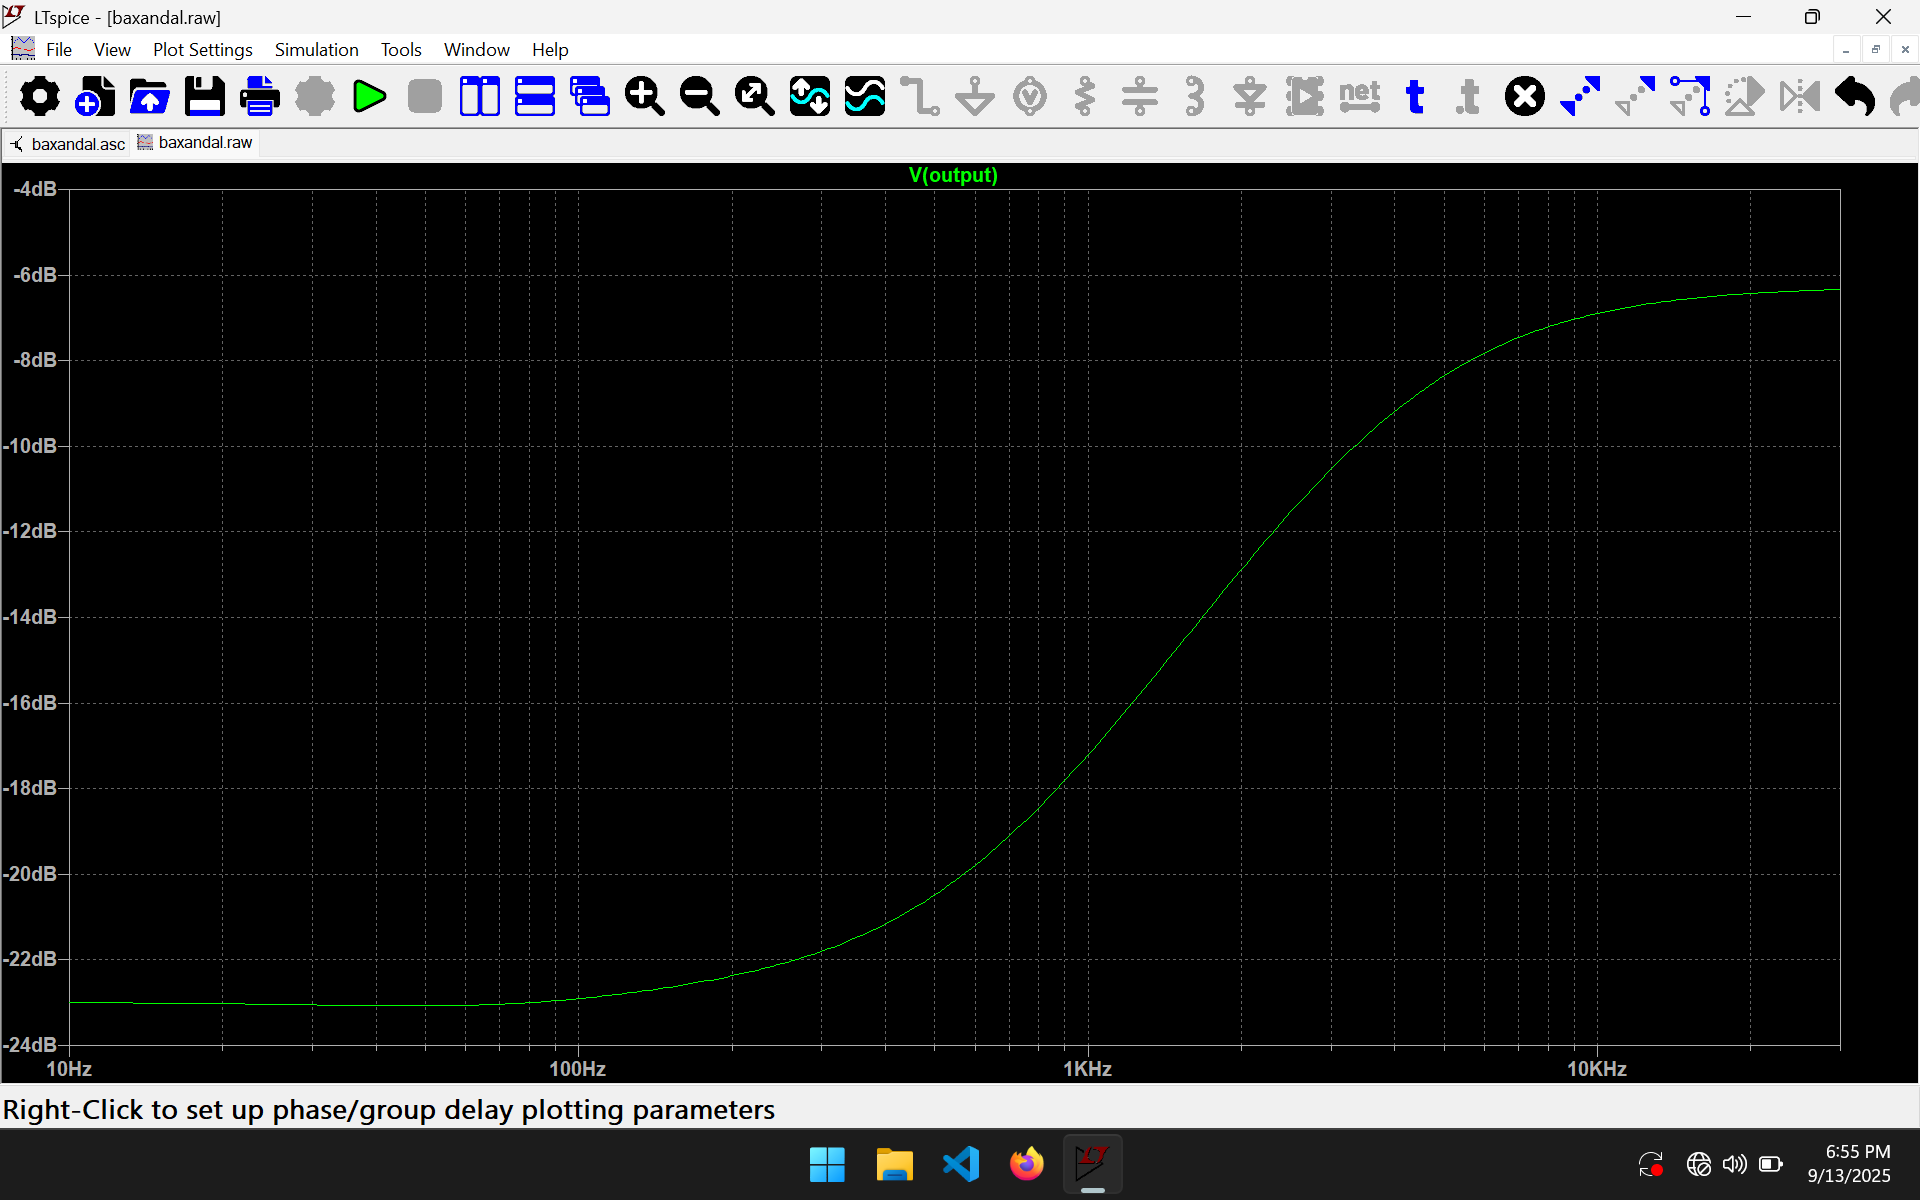 LTspice - [baxandal.raw]
File View Plot Settings Simulation Tools Window Help
net t .t
baxandal.asc baxandal.raw
V(output)
-4dB
-6dB
-8dB
-10dB
-12dB
-14dB
-16dB
-18dB
-20dB
-22dB
-24dB
10Hz 100Hz 1KHz 10KHz
Right-Click to set up phase/group delay plotting parameters
6:55 PM
9/13/2025